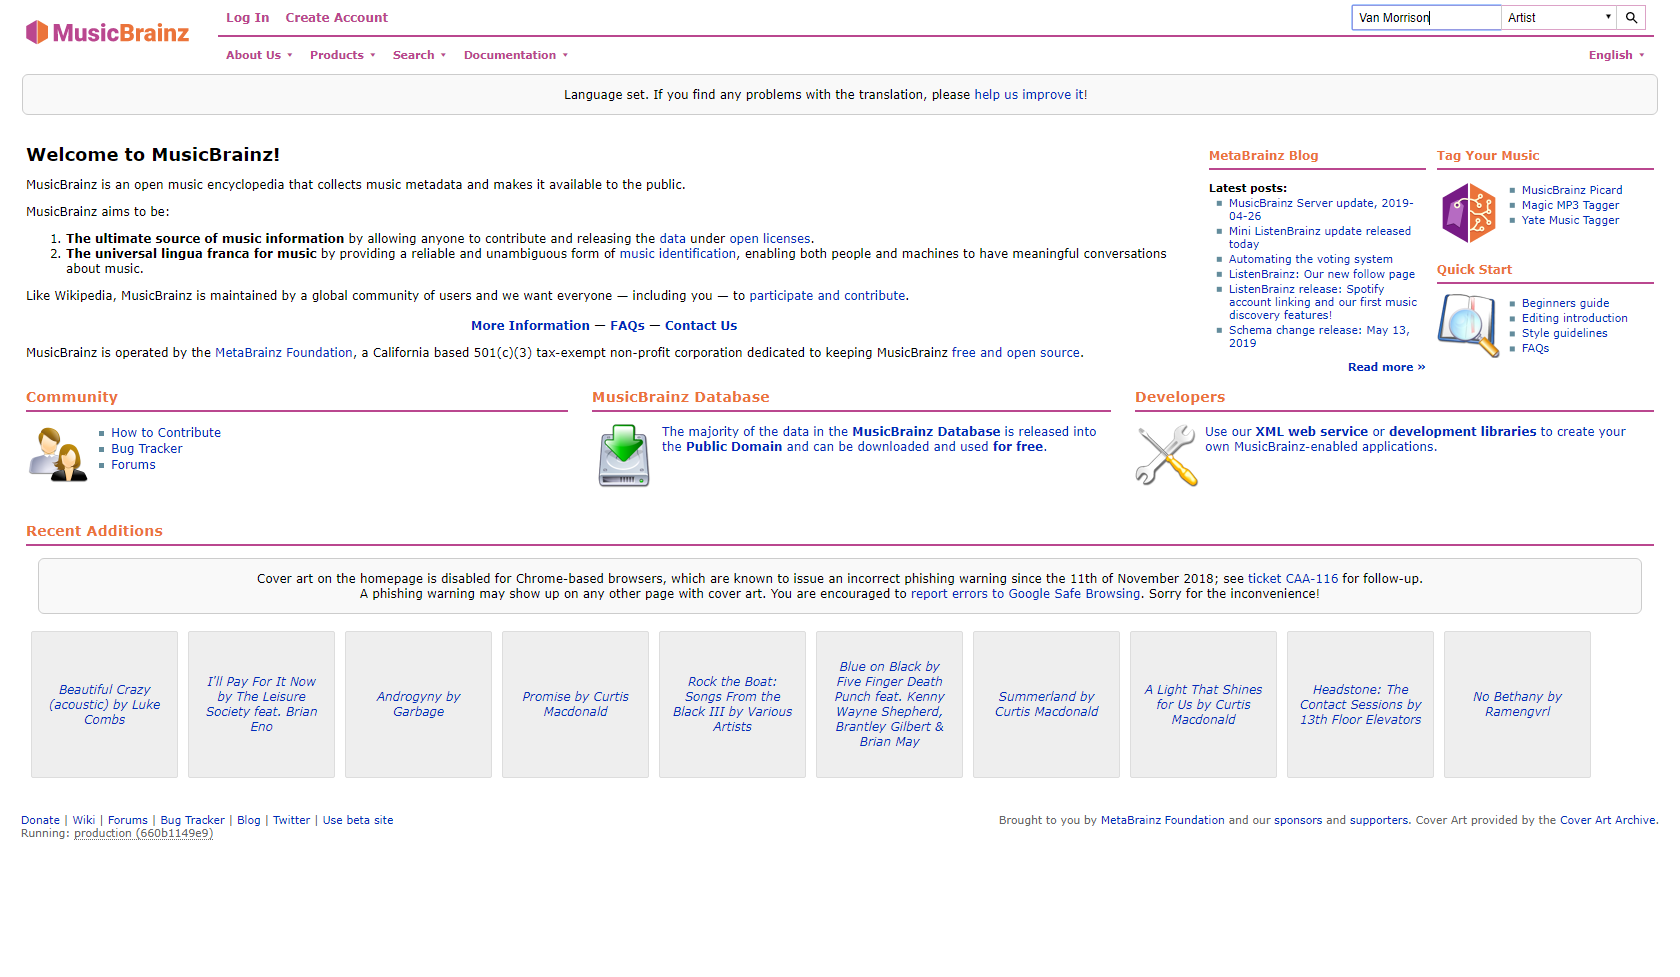 MusicBrainz
Log In Create Account
Van Morrison Artist
About Us Products Search Documentation
English
Language set. If you find any problems with the translation, please help us improve it!
Welcome to MusicBrainz!
MusicBrainz is an open music encyclopedia that collects music metadata and makes it available to the public.
MusicBrainz aims to be:
1. The ultimate source of music information by allowing anyone to contribute and releasing the data under open licenses.
2. The universal lingua franca for music by providing a reliable and unambiguous form of music identification, enabling both people and machines to have meaningful conversations
about music.
Like Wikipedia, MusicBrainz is maintained by a global community of users and we want everyone — including you — to participate and contribute.
More Information — FAQs — Contact Us
MusicBrainz is operated by the MetaBrainz Foundation, a California based 501(c)(3) tax-exempt non-profit corporation dedicated to keeping MusicBrainz free and open source.
MetaBrainz Blog
Latest posts:
MusicBrainz Server update, 2019-
04-26
Mini ListenBrainz update released
today
Automating the voting system
ListenBrainz: Our new follow page
ListenBrainz release: Spotify
account linking and our first music
discovery features!
Schema change release: May 13,
2019
Read more »
Tag Your Music
MusicBrainz Picard
Magic MP3 Tagger
Yate Music Tagger
Quick Start
Beginners guide
Editing introduction
Style guidelines
FAQs
Community
How to Contribute
Bug Tracker
Forums
MusicBrainz Database
The majority of the data in the MusicBrainz Database is released into
the Public Domain and can be downloaded and used for free.
Developers
Use our XML web service or development libraries to create your
own MusicBrainz-enabled applications.
Recent Additions
Cover art on the homepage is disabled for Chrome-based browsers, which are known to issue an incorrect phishing warning since the 11th of November 2018; see ticket CAA-116 for follow-up.
A phishing warning may show up on any other page with cover art. You are encouraged to report errors to Google Safe Browsing. Sorry for the inconvenience!
Beautiful Crazy
(acoustic) by Luke
Combs
I'll Pay For It Now
by The Leisure
Society feat. Brian
Eno
Androgyny by
Garbage
Promise by Curtis
Macdonald
Rock the Boat:
Songs From the
Black III by Various
Artists
Blue on Black by
Five Finger Death
Punch feat. Kenny
Wayne Shepherd,
Brantley Gilbert &
Brian May
Summerland by
Curtis Macdonald
A Light That Shines
for Us by Curtis
Macdonald
Headstone: The
Contact Sessions by
13th Floor Elevators
No Bethany by
Ramengvrl
Donate | Wiki | Forums | Bug Tracker | Blog | Twitter | Use beta site
Running: production (660b1149e9)
Brought to you by MetaBrainz Foundation and our sponsors and supporters. Cover Art provided by the Cover Art Archive.